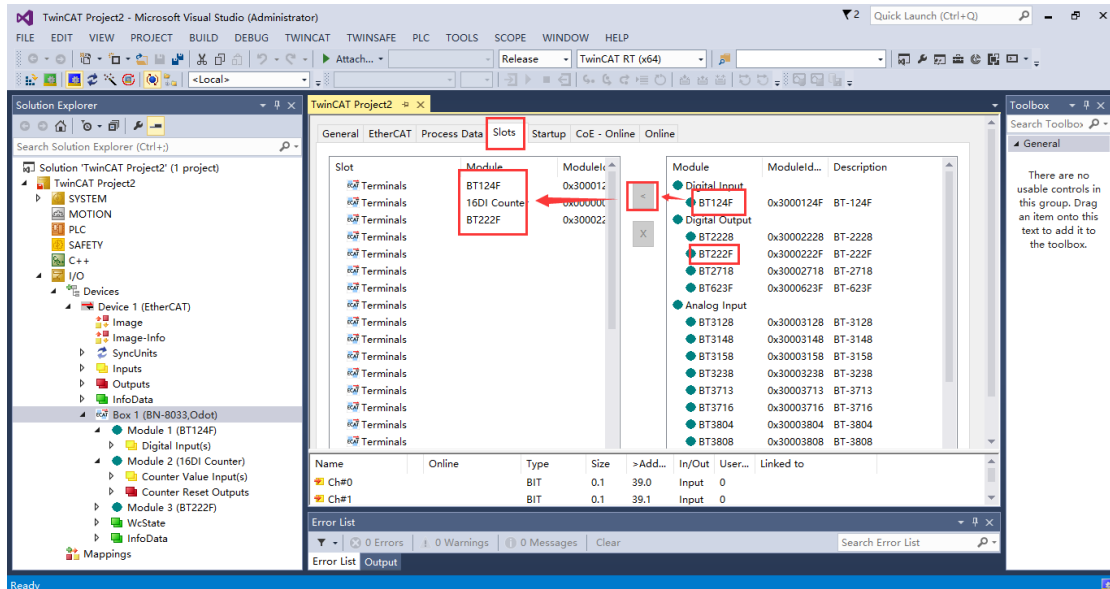 TwinCAT Project2 - Microsoft Visual Studio (Administrator)
2 Quick Launch (Ctrl+Q)
FILE EDIT VIEW PROJECT BUILD DEBUG TWINCAT TWINSAFE PLC TOOLS SCOPE WINDOW HELP
Attach... Release TwinCAT RT (x64)
<Local>
Solution Explorer
Search Solution Explorer (Ctrl+;)
Solution 'TwinCAT Project2' (1 project)
TwinCAT Project2
SYSTEM
MOTION
PLC
SAFETY
C++
I/O
Devices
Device 1 (EtherCAT)
Image
Image-Info
SyncUnits
Inputs
Outputs
InfoData
Box 1 (BN-8033,Odot)
Module 1 (BT124F)
Digital Input(s)
Module 2 (16DI Counter)
Counter Value Input(s)
Counter Reset Outputs
Module 3 (BT222F)
WcState
InfoData
Mappings
TwinCAT Project2
General EtherCAT Process Data Slots Startup CoE - Online Online
Slot Module ModuleId
Terminals BT124F 0x300012
Terminals 16DI Counte 0x000000
Terminals BT222F 0x300022
Terminals
Terminals
Terminals
Terminals
Terminals
Terminals
Terminals
Terminals
Terminals
Terminals
Terminals
Terminals
Terminals
<
X
Module ModuleId... Description
Digital Input
BT124F 0x3000124F BT-124F
Digital Output
BT2228 0x30002228 BT-2228
BT222F 0x3000222F BT-222F
BT2718 0x30002718 BT-2718
BT623F 0x3000623F BT-623F
Analog Input
BT3128 0x30003128 BT-3128
BT3148 0x30003148 BT-3148
BT3158 0x30003158 BT-3158
BT3238 0x30003238 BT-3238
BT3713 0x30003713 BT-3713
BT3716 0x30003716 BT-3716
BT3804 0x30003804 BT-3804
BT3808 0x30003808 BT-3808
Name Online Type Size >Add... In/Out User... Linked to
Ch#0 BIT 0.1 39.0 Input 0
Ch#1 BIT 0.1 39.1 Input 0
Error List
0 Errors 0 Warnings 0 Messages Clear Search Error List
Error List Output
Toolbox
Search Toolbox
General
There are no
usable controls in
this group. Drag
an item onto this
text to add it to
the toolbox.
Ready